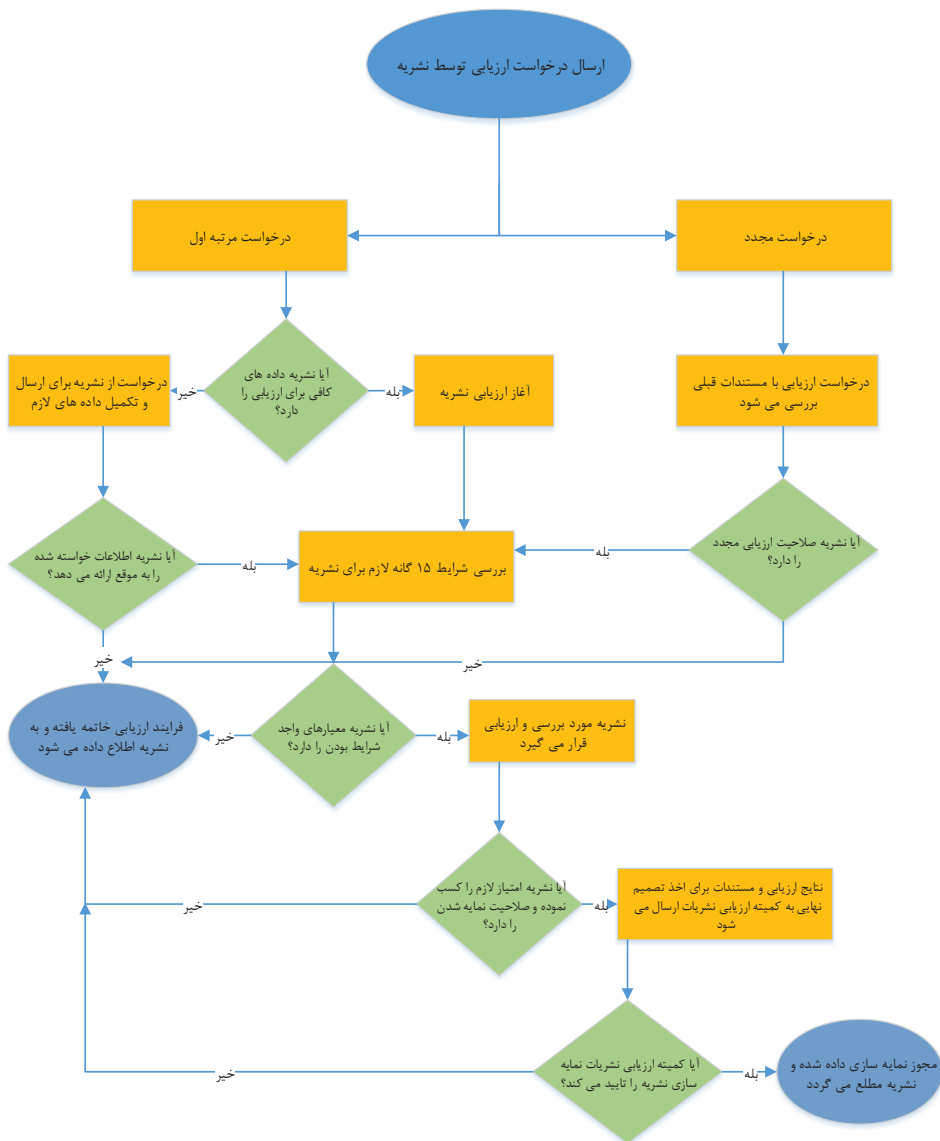 ارسال درخواست ارزیابی توسط نشریه
درخواست مجدد
درخواست مرتبه اول
آیا نشریه داده های
کافی برای ارزیابی را
دارد؟
بله
خیر
آغاز ارزیابی نشریه
درخواست از نشریه برای ارسال
و تکمیل داده های لازم
درخواست ارزیابی با مستندات قبلی
بررسی می شود
آیا نشریه صلاحیت ارزیابی مجدد
را دارد؟
بله
بررسی شرایط ۱۵ گانه لازم برای نشریه
بله
آیا نشریه اطلاعات خواسته شده
را به موقع ارائه می دهد؟
خیر
خیر
نشریه مورد بررسی و ارزیابی
قرار می گیرد
بله
آیا نشریه معیارهای واجد
شرایط بودن را دارد؟
خیر
فرایند ارزیابی خاتمه یافته و به
نشریه اطلاع داده می شود
نتایج ارزیابی و مستندات برای اخذ تصمیم
نهایی به کمیته ارزیابی نشریات ارسال می
شود
بله
آیا نشریه امتیاز لازم را کسب
نموده و صلاحیت نمایه شدن
را دارد؟
خیر
مجوز نمایه سازی داده شده و
نشریه مطلع می گردد
بله
آیا کمیته ارزیابی نشریات نمایه
سازی نشریه را تایید می کند؟
خیر